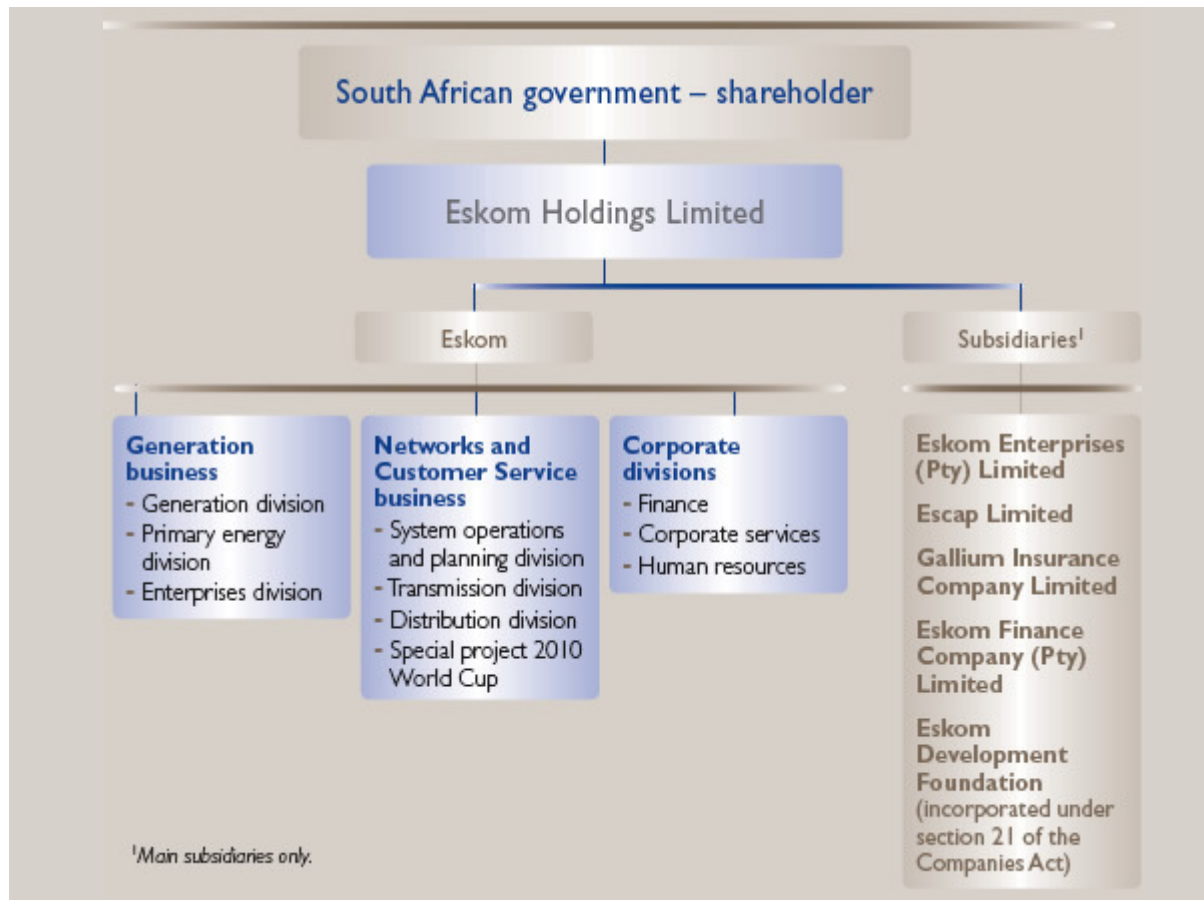 South African government – shareholder
Eskom Holdings Limited
Eskom
Subsidiaries¹
Generation
business
- Generation division
- Primary energy
division
- Enterprises division
Networks and
Customer Service
business
- System operations
and planning division
- Transmission division
- Distribution division
- Special project 2010
World Cup
Corporate
divisions
- Finance
- Corporate services
- Human resources
Eskom Enterprises
(Pty) Limited
Escap Limited
Gallium Insurance
Company Limited
Eskom Finance
Company (Pty)
Limited
Eskom
Development
Foundation
(incorporated under
section 21 of the
Companies Act)
¹Main subsidiaries only.